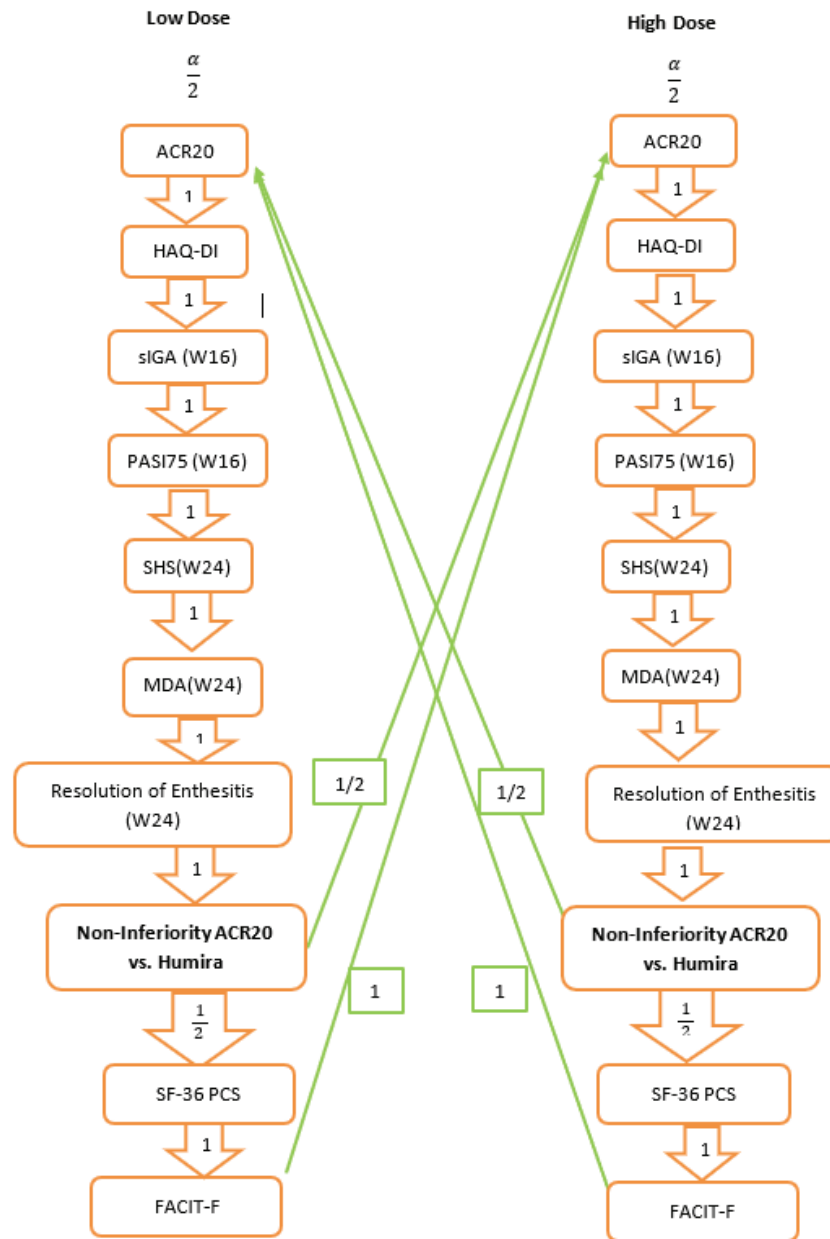 Low Dose
α/2
ACR20
1
HAQ-DI
1
sIGA (W16)
1
PASI75 (W16)
1
SHS(W24)
1
MDA(W24)
1
Resolution of Enthesitis
(W24)
1
Non-Inferiority ACR20
vs. Humira
1/2
SF-36 PCS
1
FACIT-F
1/2
1
High Dose
α/2
ACR20
1
HAQ-DI
1
sIGA (W16)
1
PASI75 (W16)
1
SHS(W24)
1
MDA(W24)
1
Resolution of Enthesitis
(W24)
1
Non-Inferiority ACR20
vs. Humira
1/2
SF-36 PCS
1
FACIT-F
1/2
1